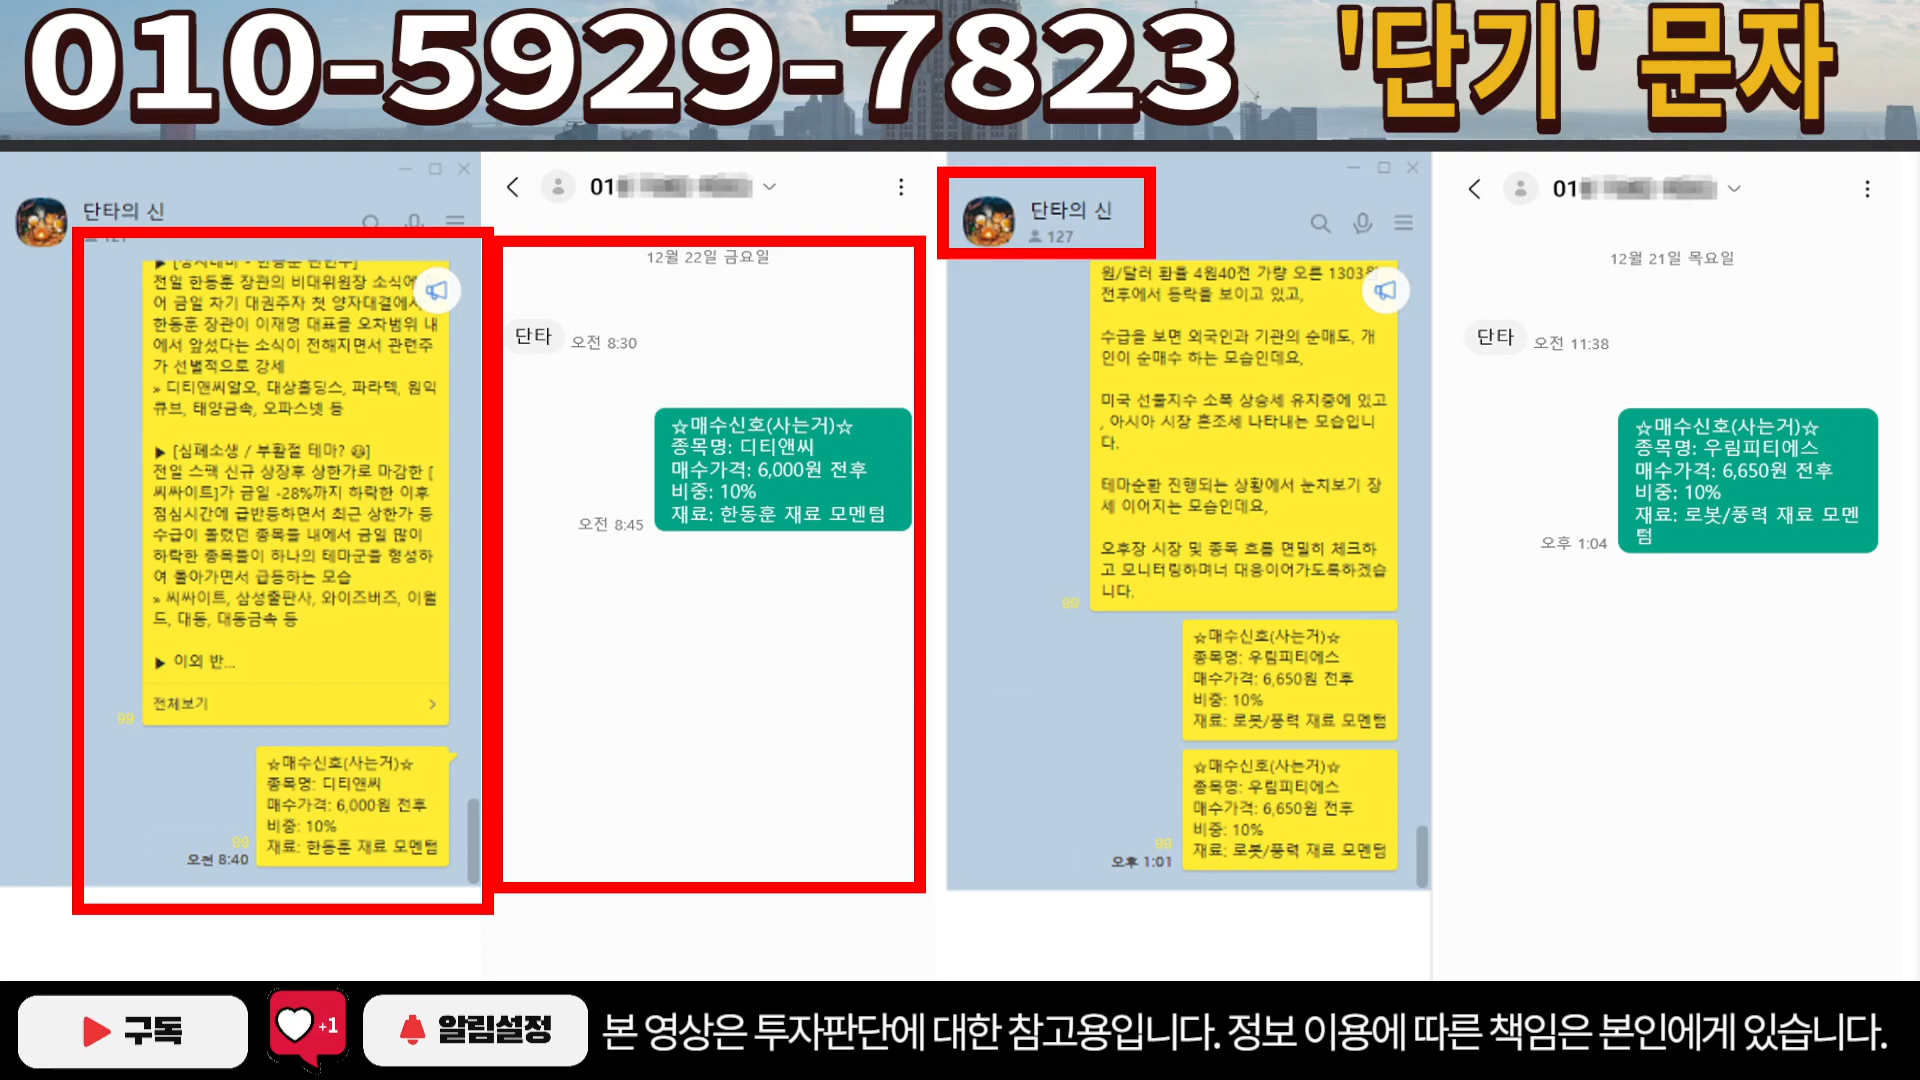 010-5929-7823 '단기' 문자
단타의 신
127
전일 한동훈 장관의 비대위원장 소식에
어 금일 차기 대권주자 첫 양자대결에서
한동훈 장관이 이재명 대표를 오차범위 내
에서 앞섰다는 소식이 전해지면서 관련주
가 선별적으로 강세
» 디티앤씨알오, 대상홀딩스, 파라텍, 원익
큐브, 태양금속, 오파스넷 등
▶ [심폐소생 / 부활절 테마? ]
전일 스팩 신규 상장후 상한가로 마감한 [
씨싸이트]가 금일 -28%까지 하락한 이후
점심시간에 급반등하면서 최근 상한가 등
수급이 몰렸던 종목들 내에서 금일 많이
하락한 종목들이 하나의 테마군을 형성하
여 돌아가면서 급등하는 모습
» 씨싸이트, 삼성출판사, 와이즈버즈, 이월
드, 대동, 대동금속 등
▶ 이외 반...
전체보기
99
☆매수신호(사는거)☆
종목명: 디티앤씨
매수가격: 6,000원 전후
비중: 10%
재료: 한동훈 재료 모멘텀
99
오전 8:40
01
12월 22일 금요일
단타
오전 8:30
☆매수신호(사는거)☆
종목명: 디티앤씨
매수가격: 6,000원 전후
비중: 10%
재료: 한동훈 재료 모멘텀
오전 8:45
단타의 신
127
원/달러 환율 4원40전 가량 오른 1303원
전후에서 등락을 보이고 있고,
수급을 보면 외국인과 기관의 순매도, 개
인이 순매수 하는 모습인데요,
미국 선물지수 소폭 상승세 유지중에 있고
, 아시아 시장 혼조세 나타내는 모습입니
다.
테마순환 진행되는 상황에서 눈치보기 장
세 이어지는 모습인데요,
오후장 시장 및 종목 흐름 면밀히 체크하
고 모니터링하며너 대응이어가도록하겠습
니다.
99
☆매수신호(사는거)☆
종목명: 우림피티에스
매수가격: 6,650원 전후
비중: 10%
재료: 로봇/풍력 재료 모멘텀
☆매수신호(사는거)☆
종목명: 우림피티에스
매수가격: 6,650원 전후
비중: 10%
재료: 로봇/풍력 재료 모멘텀
99
오후 1:01
01
12월 21일 목요일
단타
오전 11:38
☆매수신호(사는거)☆
종목명: 우림피티에스
매수가격: 6,650원 전후
비중: 10%
재료: 로봇/풍력 재료 모멘
텀
오후 1:04
구독
+1
알림설정
본 영상은 투자판단에 대한 참고용입니다. 정보 이용에 따른 책임은 본인에게 있습니다.